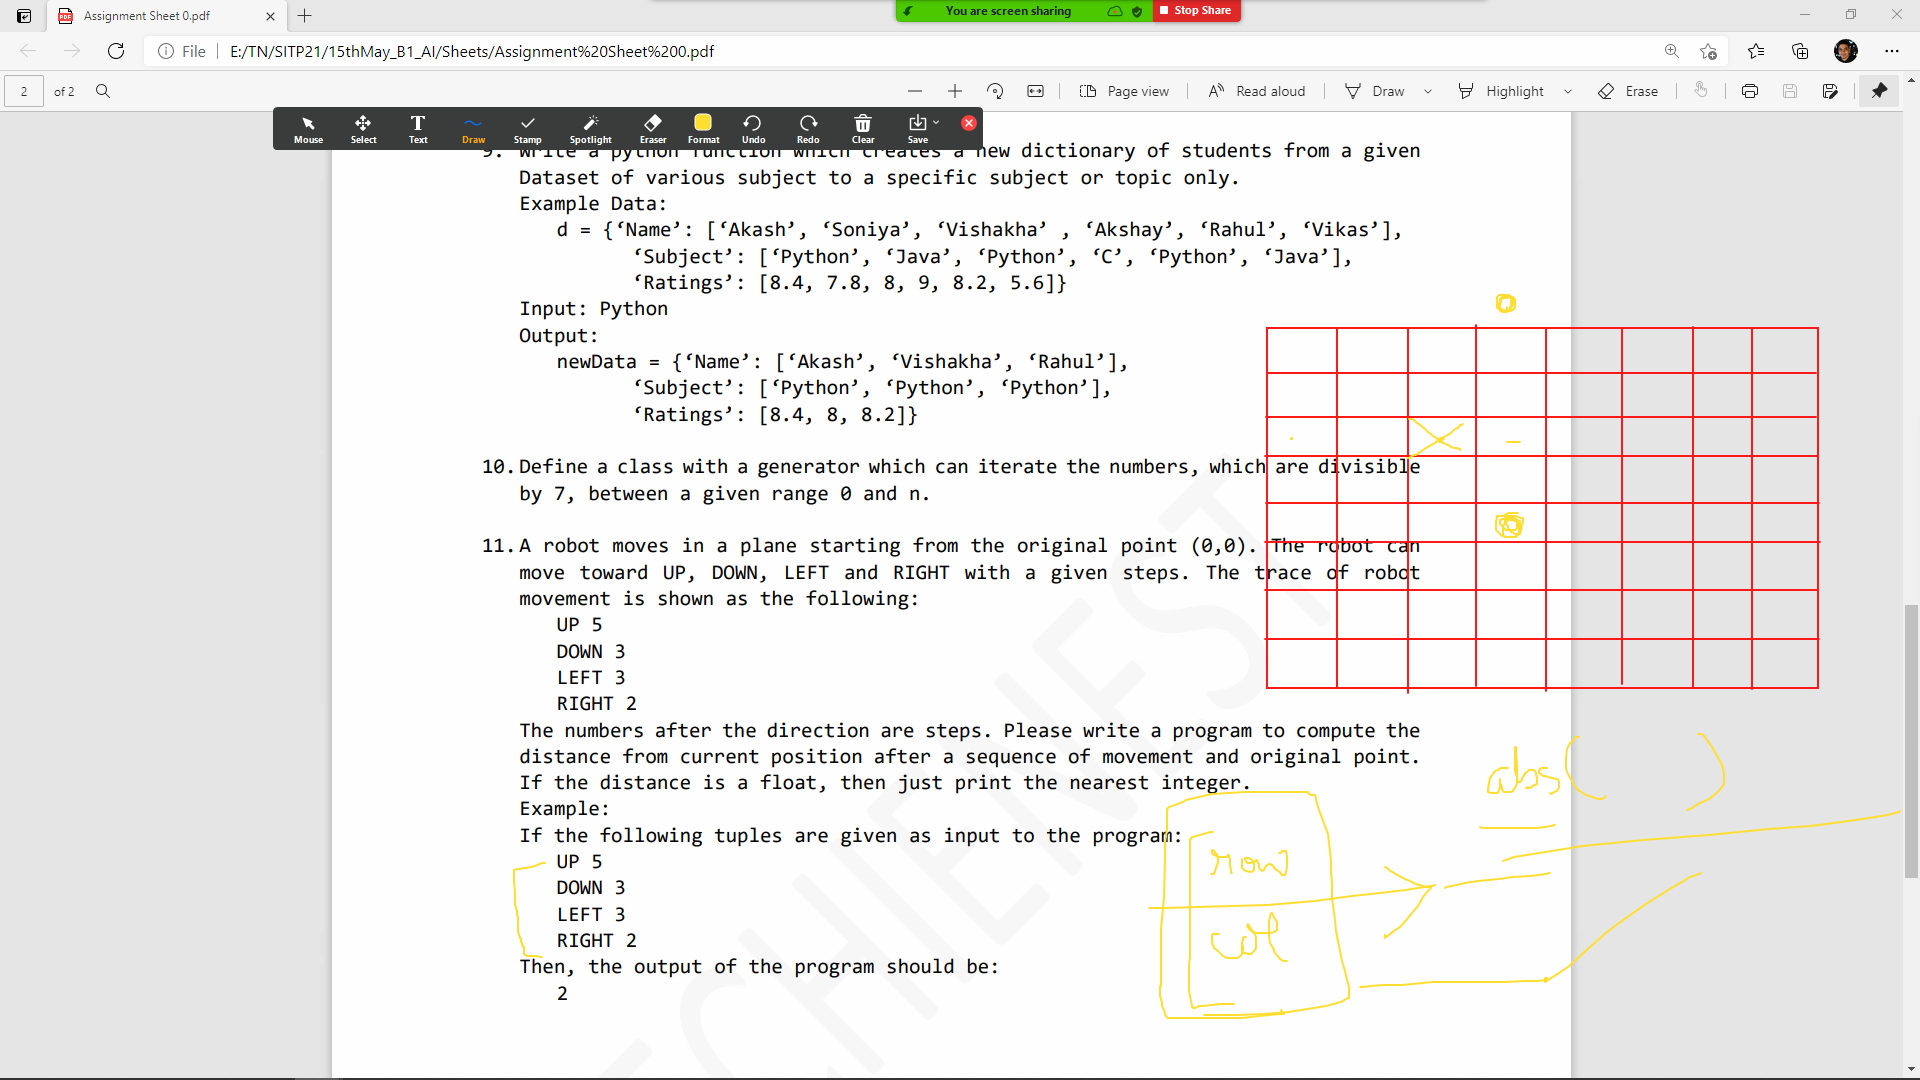 Assignment Sheet 0.pdf
You are screen sharing
Stop Share
File
E:/TN/SITP21/15thMay_B1_AI/Sheets/Assignment%20Sheet%200.pdf
2 of 2
Page view
Read aloud
Draw
Highlight
Erase
Mouse Select Text Draw Stamp Spotlight Eraser Format Undo Redo Clear Save
9. Write a python function which creates a new dictionary of students from a given
Dataset of various subject to a specific subject or topic only.
Example Data:
d = {‘Name’: [‘Akash’, ‘Soniya’, ‘Vishakha’ , ‘Akshay’, ‘Rahul’, ‘Vikas’],
‘Subject’: [‘Python’, ‘Java’, ‘Python’, ‘C’, ‘Python’, ‘Java’],
‘Ratings’: [8.4, 7.8, 8, 9, 8.2, 5.6]}
Input: Python
Output:
newData = {‘Name’: [‘Akash’, ‘Vishakha’, ‘Rahul’],
‘Subject’: [‘Python’, ‘Python’, ‘Python’],
‘Ratings’: [8.4, 8, 8.2]}
10. Define a class with a generator which can iterate the numbers, which are divisible
by 7, between a given range 0 and n.
11. A robot moves in a plane starting from the original point (0,0). The robot can
move toward UP, DOWN, LEFT and RIGHT with a given steps. The trace of robot
movement is shown as the following:
UP 5
DOWN 3
LEFT 3
RIGHT 2
The numbers after the direction are steps. Please write a program to compute the
distance from current position after a sequence of movement and original point.
If the distance is a float, then just print the nearest integer.
Example:
If the following tuples are given as input to the program:
UP 5
DOWN 3
LEFT 3
RIGHT 2
Then, the output of the program should be:
2
abs( )
row
col